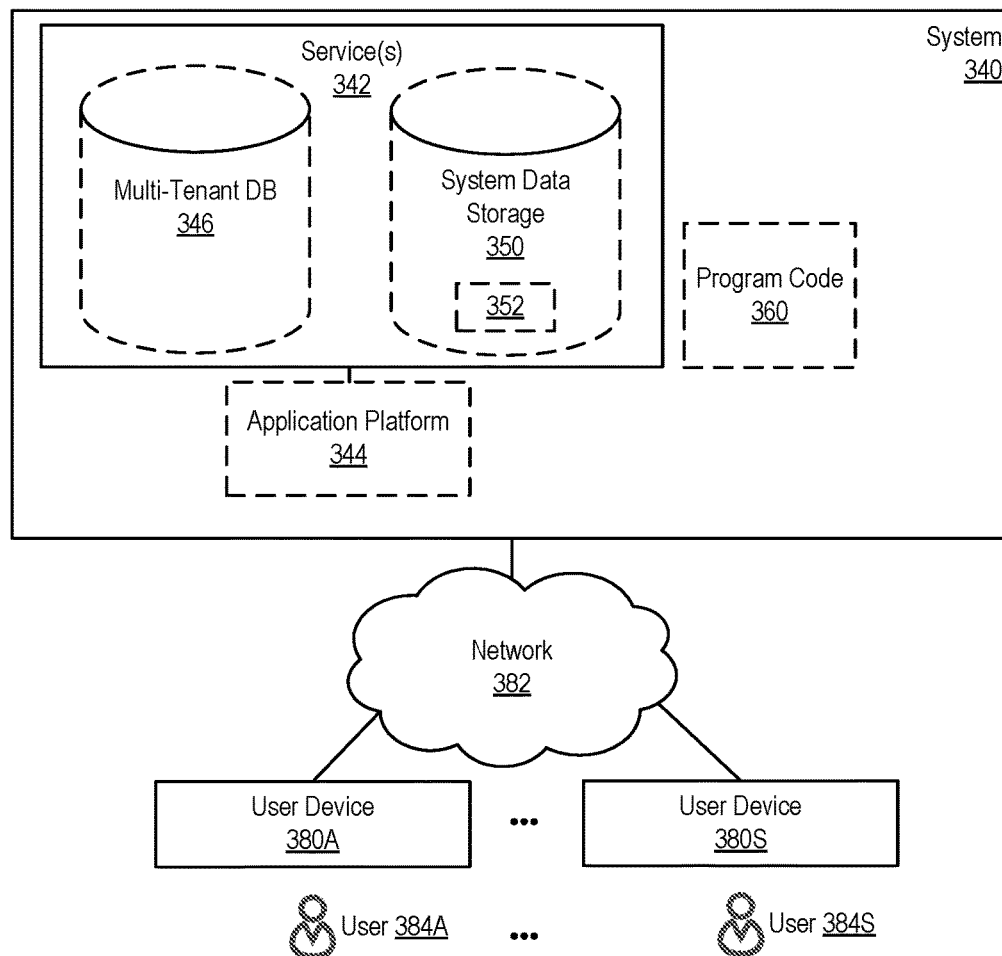 System
340
Service(s)
342
Multi-Tenant DB
346
System Data
Storage
350
352
Program Code
360
Application Platform
344
Network
382
User Device
380A
•••
User Device
380S
User 384A
•••
User 384S